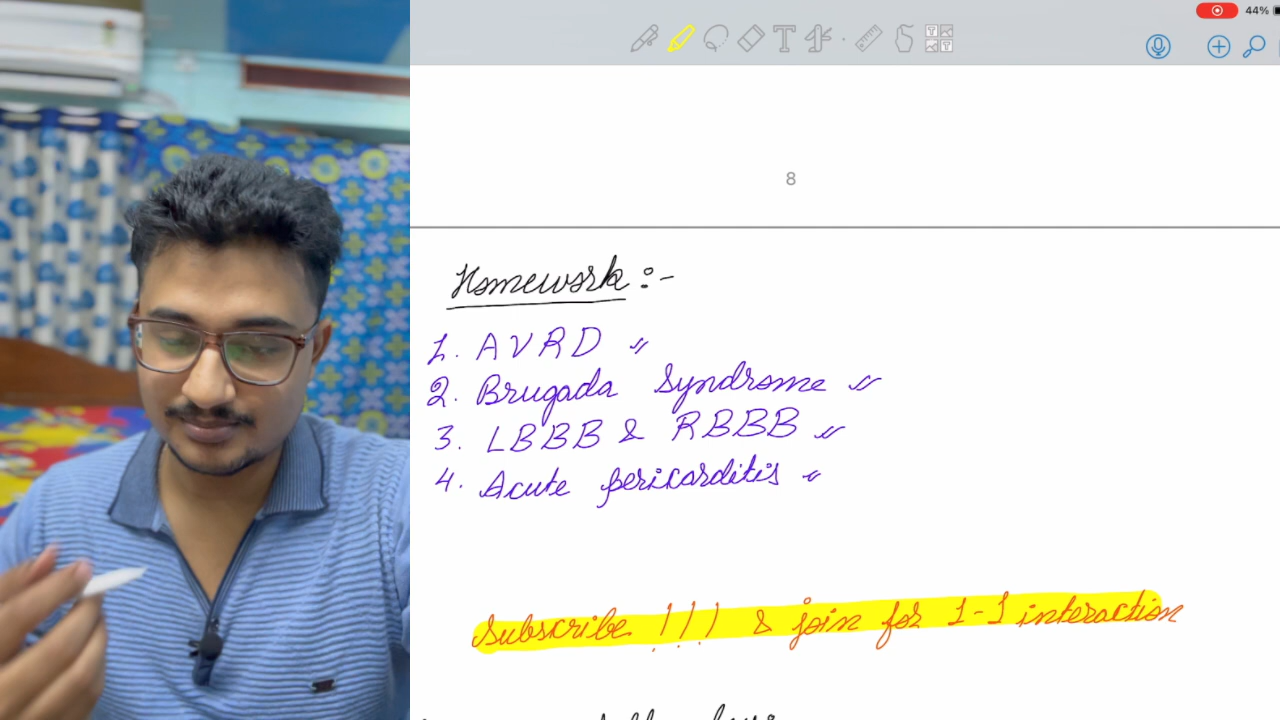 44%
8
Homework :-
1. AVRD
2. Brugada Syndrome
3. LBBB & RBBB
4. Acute pericarditis
Subscribe !!! & join for 1-1 interaction